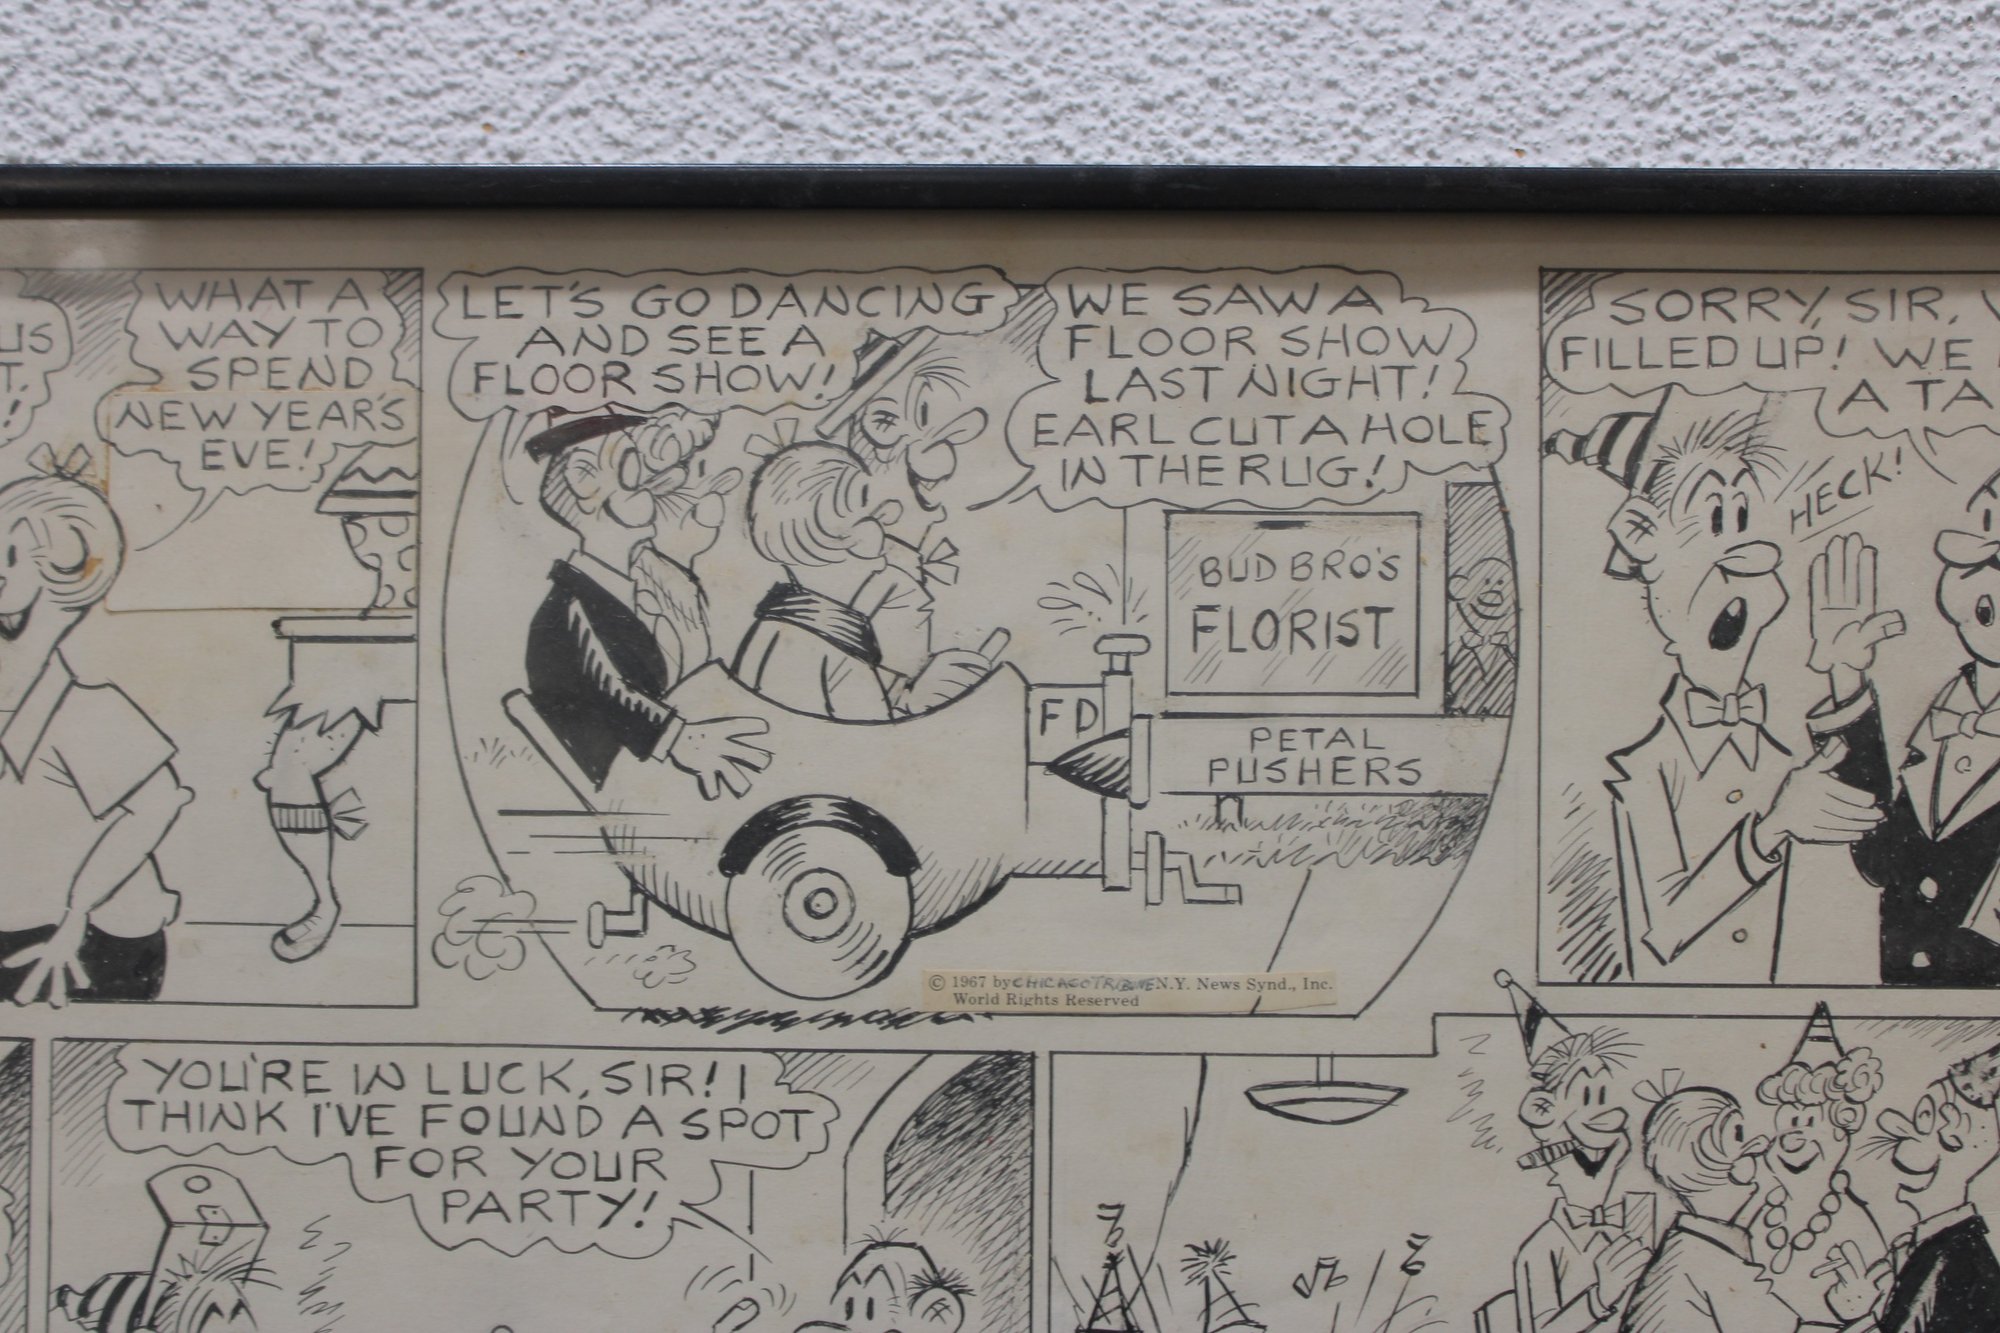 US
T.
!
WHAT A
WAY TO
SPEND
NEW YEAR'S
EVE!
LET'S GO DANCING
AND SEE A
FLOOR SHOW!
WE SAW A
FLOOR SHOW
LAST NIGHT!
EARL CUT A HOLE
IN THE RUG!
BUD BRO'S
FLORIST
FD
PETAL
PUSHERS
© 1967 by CHICAGO TRIBUNE N.Y. News Synd., Inc.
World Rights Reserved
SORRY, SIR,
FILLED UP! WE
A TA
HECK!
YOU'RE IN LUCK, SIR! I
THINK I'VE FOUND A SPOT
FOR YOUR
PARTY!